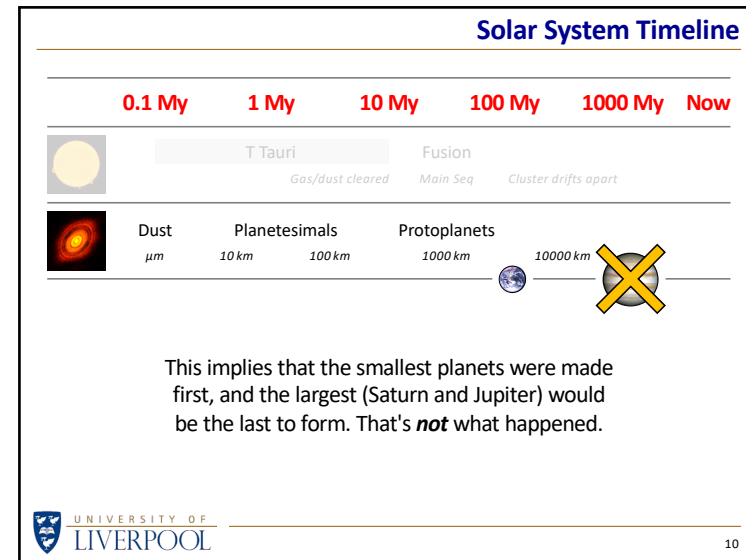 Solar System Timeline
0.1 My 1 My 10 My 100 My 1000 My Now
T Tauri Fusion
Gas/dust cleared Main Seq Cluster drifts apart
Dust Planetesimals Protoplanets
μm 10 km 100 km 1000 km 10000 km
This implies that the smallest planets were made
first, and the largest (Saturn and Jupiter) would
be the last to form. That's not what happened.
UNIVERSITY OF
LIVERPOOL
10